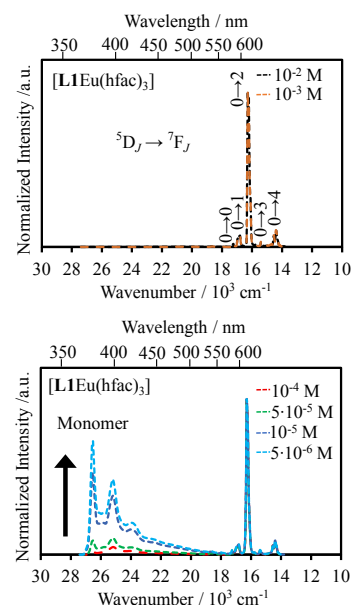 Wavelength / nm
350 400 450 500 550 600
[L1Eu(hfac)₃]
10⁻² M
10⁻³ M
⁵D_J → ⁷F_J
0→0
0→1
0→2
0→3
0→4
Normalized Intensity /a.u.
30 28 26 24 22 20 18 16 14 12 10
Wavenumber / 10³ cm⁻¹
Wavelength / nm
350 400 450 500 550 600
[L1Eu(hfac)₃]
Monomer
10⁻⁴ M
5·10⁻⁵ M
10⁻⁵ M
5·10⁻⁶ M
Normalized Intensity /a.u.
30 28 26 24 22 20 18 16 14 12 10
Wavenumber / 10³ cm⁻¹